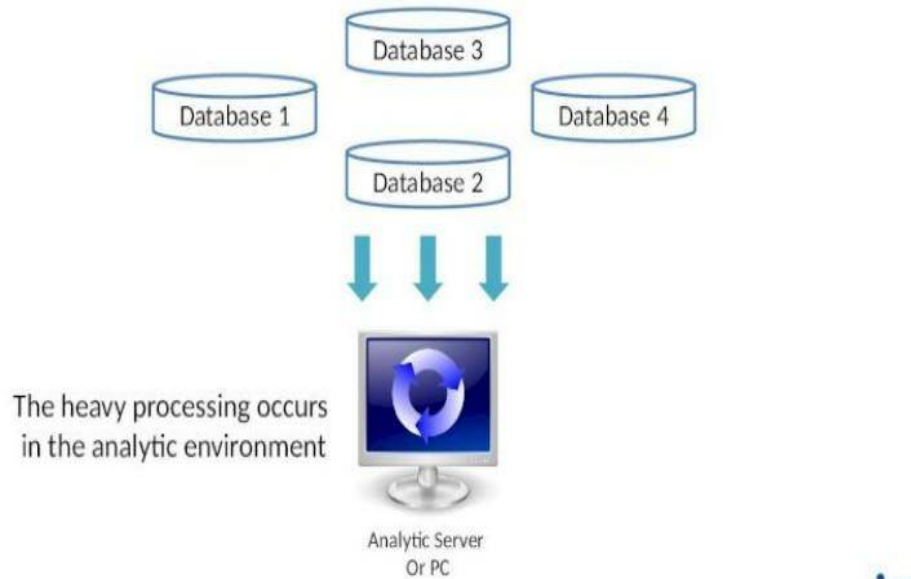 Database 3
Database 1
Database 4
Database 2
The heavy processing occurs
in the analytic environment
Analytic Server
Or PC